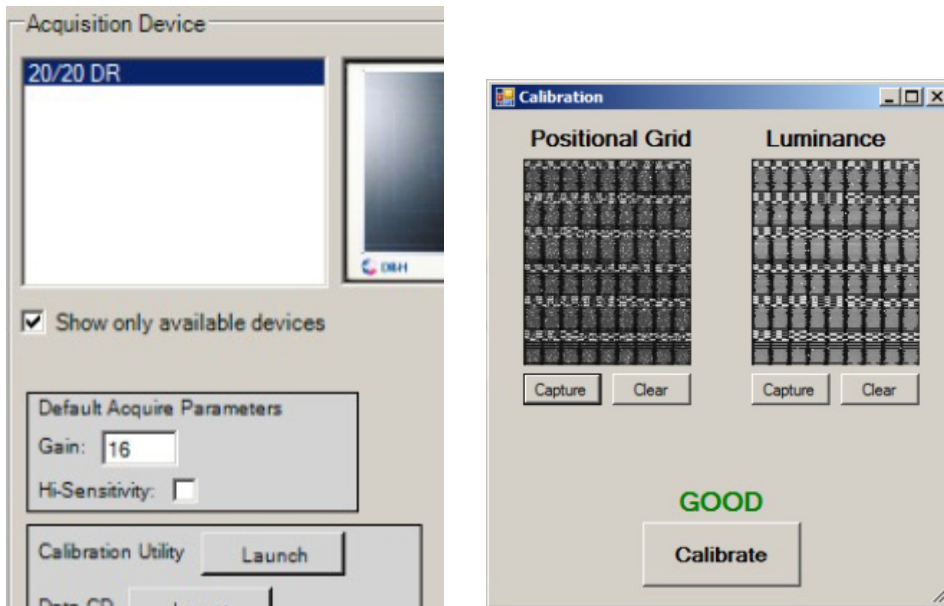 Acquisition Device
20/20 DR
Show only available devices
Default Acquire Parameters
Gain: 16
Hi-Sensitivity:
Calibration Utility Launch
Calibration
Positional Grid Luminance
Capture Clear Capture Clear
GOOD
Calibrate